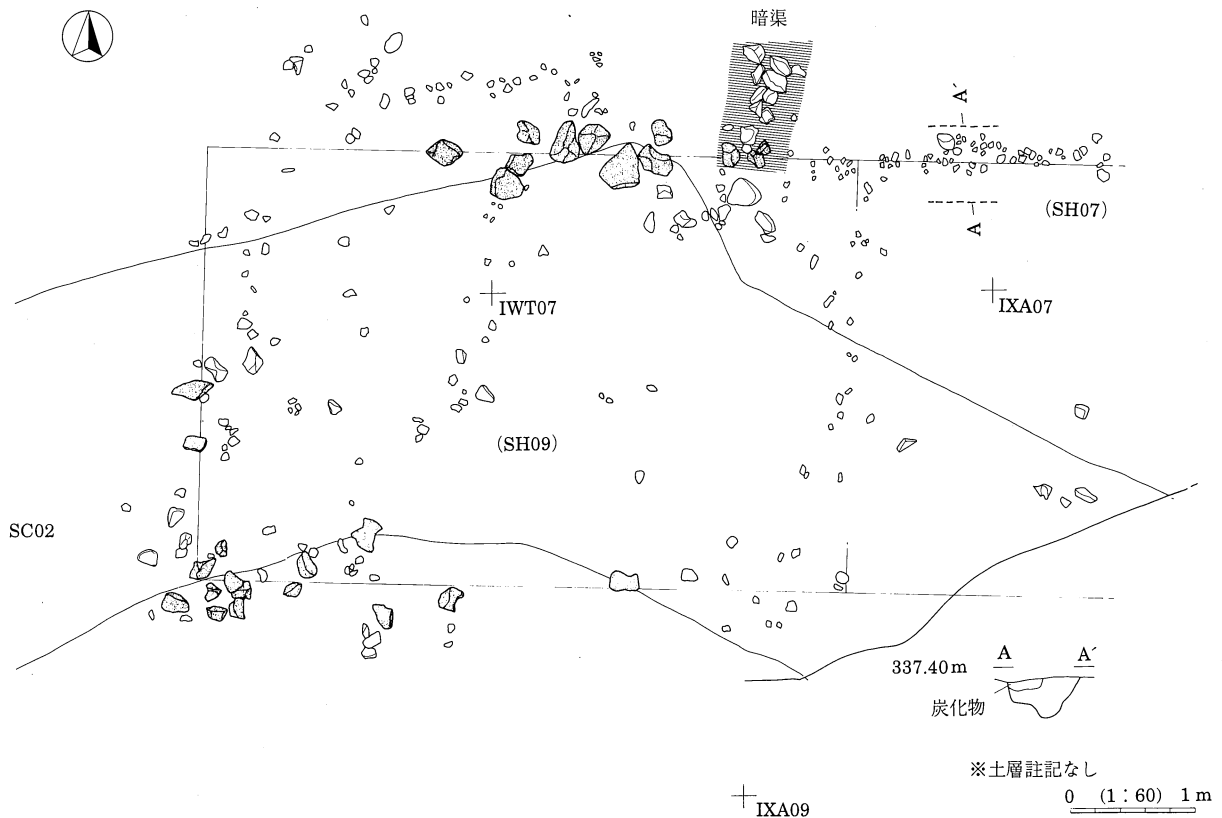 暗渠
A´
A
(SH07)
IWT07
IXA07
(SH09)
SC02
337.40m
A
A´
炭化物
※土層註記なし
0 (1:60) 1m
IXA09